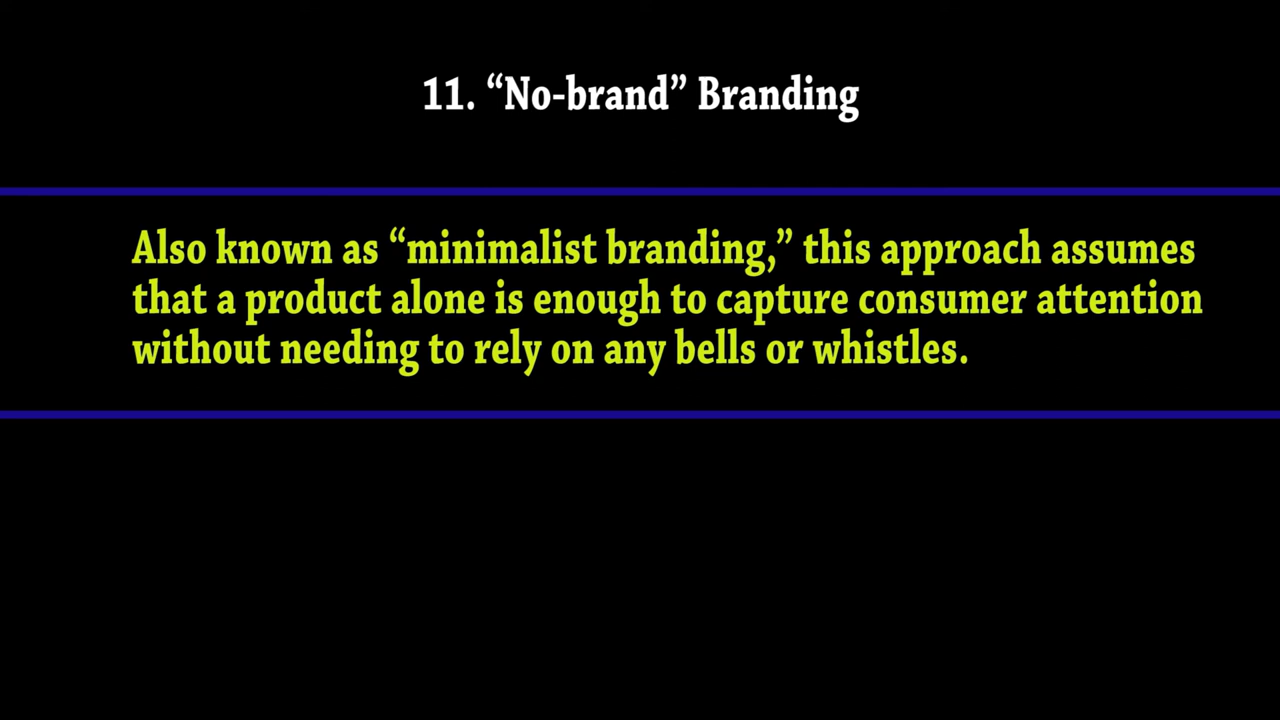 11. “No-brand” Branding
Also known as “minimalist branding,” this approach assumes
that a product alone is enough to capture consumer attention
without needing to rely on any bells or whistles.